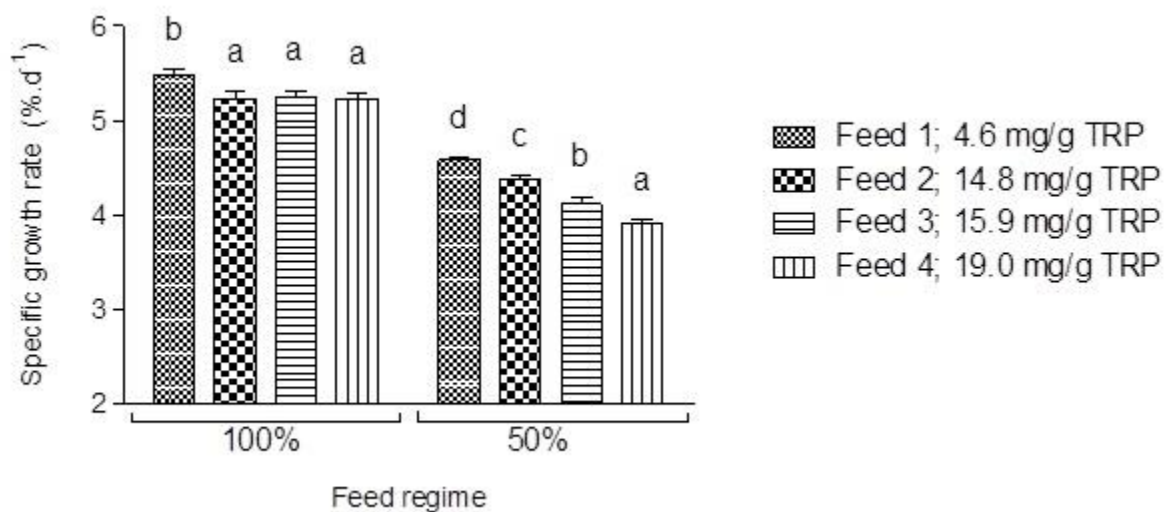 Specific growth rate (%.d⁻¹)
6
5
4
3
2
b
a
a
a
d
c
b
a
100%
50%
Feed regime
Feed 1; 4.6 mg/g TRP
Feed 2; 14.8 mg/g TRP
Feed 3; 15.9 mg/g TRP
Feed 4; 19.0 mg/g TRP